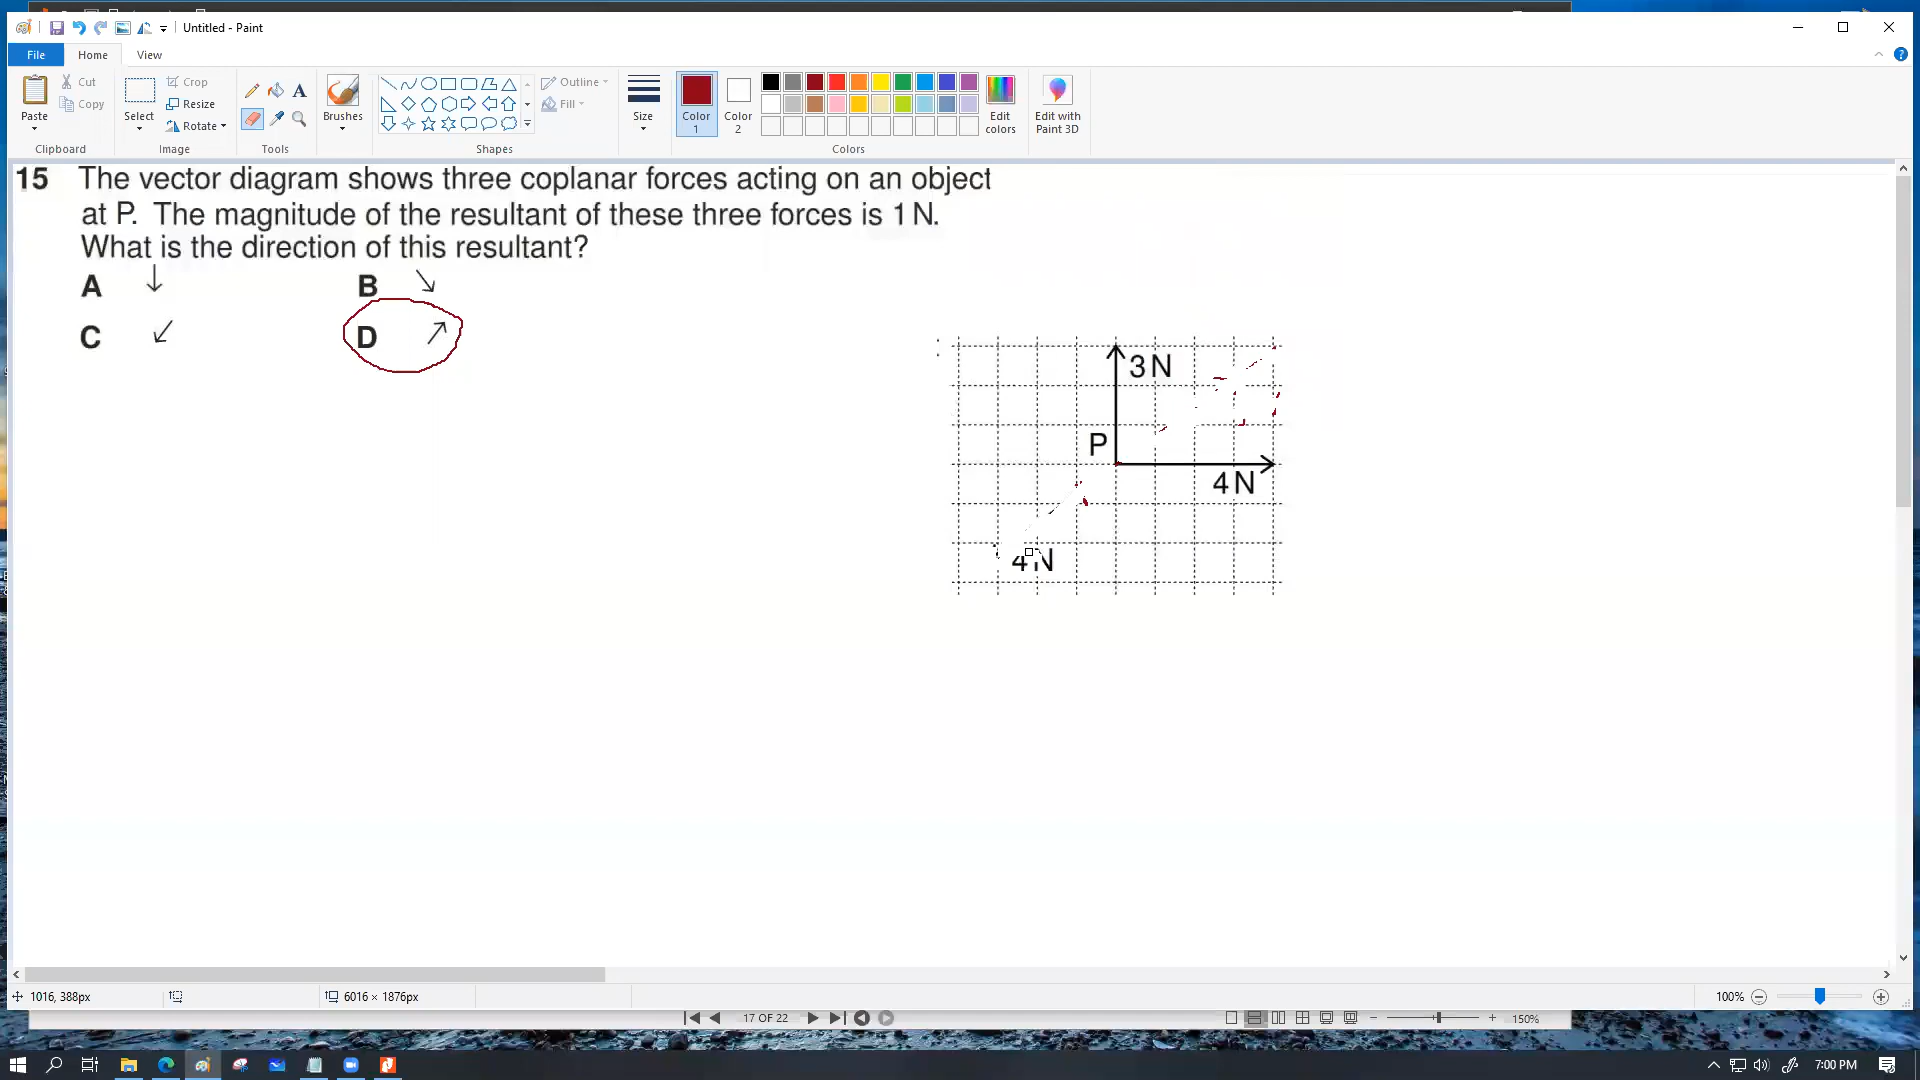 Untitled - Paint
File Home View
Paste
Cut
Copy
Clipboard
Select
Crop
Resize
Rotate
Image
Tools
Brushes
Shapes
Outline
Fill
Size
Color 1
Color 2
Edit colors
Colors
Edit with Paint 3D
15 The vector diagram shows three coplanar forces acting on an object
at P. The magnitude of the resultant of these three forces is 1 N.
What is the direction of this resultant?
A ↓ B ↘
C ↙ D ↗
3 N
P
4 N
4 N
1016, 388px
6016 × 1876px
100%
17 OF 22
150%
7:00 PM